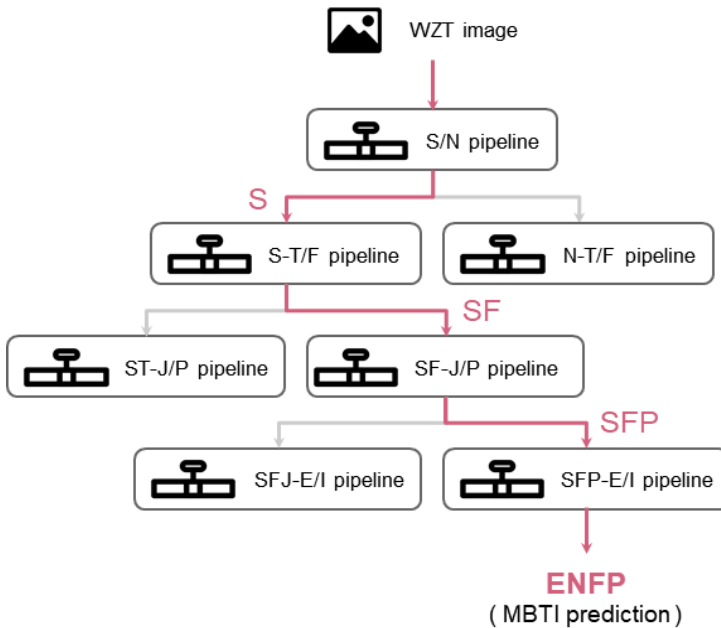 WZT image
S/N pipeline
S
S-T/F pipeline
N-T/F pipeline
SF
ST-J/P pipeline
SF-J/P pipeline
SFP
SFJ-E/I pipeline
SFP-E/I pipeline
ENFP
( MBTI prediction )